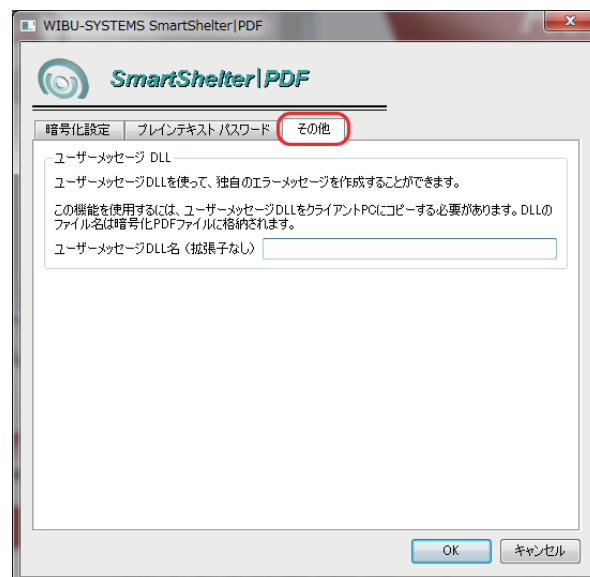 WIBU-SYSTEMS SmartShelter|PDF
SmartShelter|PDF
暗号化設定 プレインテキスト パスワード その他
ユーザーメッセージ DLL
ユーザーメッセージDLLを使って、独自のエラーメッセージを作成することができます。
この機能を使用するには、ユーザーメッセージDLLをクライアントPCにコピーする必要があります。DLLの
ファイル名は暗号化PDFファイルに格納されます。
ユーザーメッセージDLL名（拡張子なし）
OK キャンセル